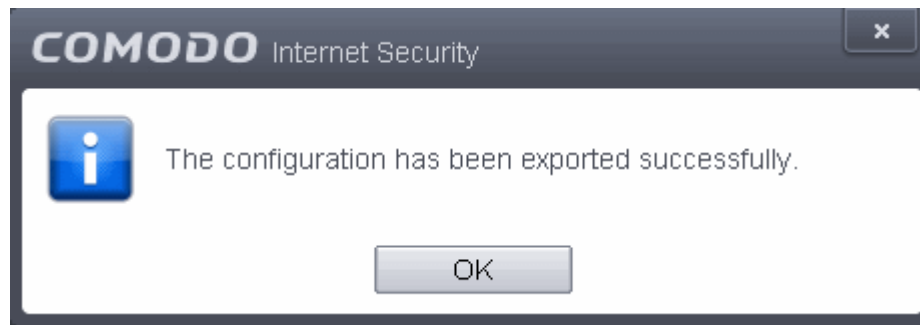 COMODO Internet Security
The configuration has been exported successfully.
OK